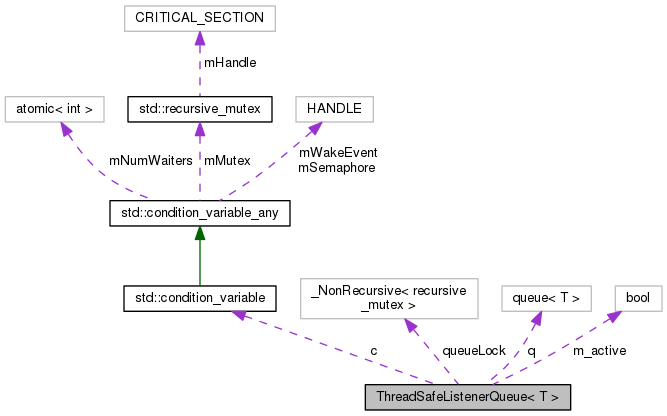 CRITICAL_SECTION
mHandle
atomic< int >
std::recursive_mutex
HANDLE
mNumWaiters
mMutex
mWakeEvent
mSemaphore
std::condition_variable_any
std::condition_variable
_NonRecursive< recursive
_mutex >
queue< T >
bool
c
queueLock
q
m_active
ThreadSafeListenerQueue< T >